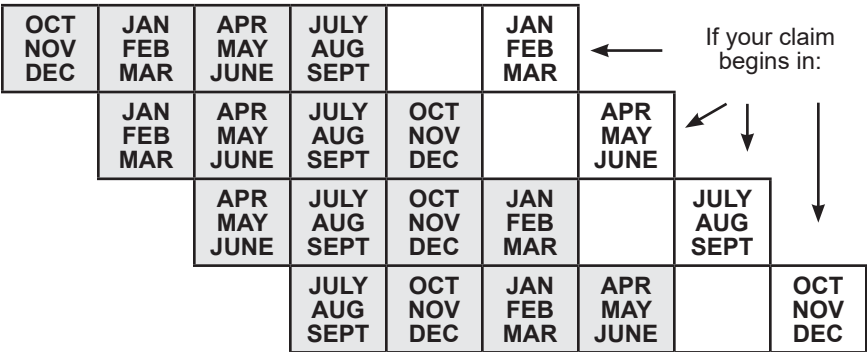 OCT JAN APR JULY JAN
NOV FEB MAY AUG FEB
DEC MAR JUNE SEPT MAR
If your claim
begins in:
JAN APR JULY OCT APR
FEB MAY AUG NOV MAY
MAR JUNE SEPT DEC JUNE
APR JULY OCT JAN JULY
MAY AUG NOV FEB AUG
JUNE SEPT DEC MAR SEPT
JULY OCT JAN APR OCT
AUG NOV FEB MAY NOV
SEPT DEC MAR JUNE DEC